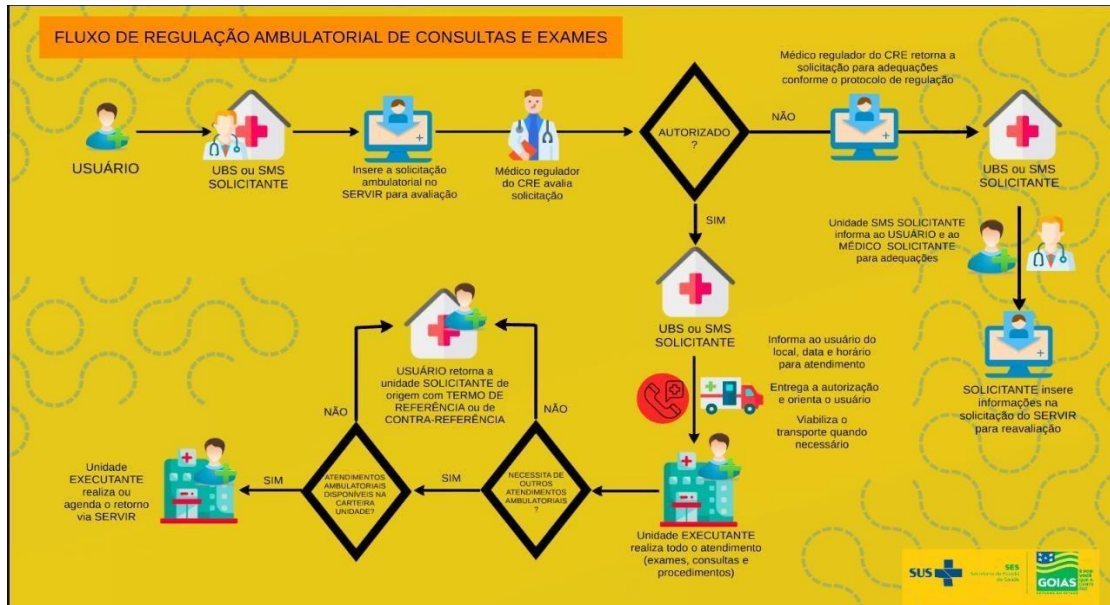 FLUXO DE REGULAÇÃO AMBULATORIAL DE CONSULTAS E EXAMES
USUÁRIO
UBS ou SMS
SOLICITANTE
Insere a solicitação
ambulatorial no
SERVIR para avaliação
Médico regulador
do CRE avalia
solicitação
AUTORIZADO
?
NÃO
Médico regulador do CRE retorna a
solicitação para adequações
conforme o protocolo de regulação
UBS ou SMS
SOLICITANTE
Unidade SMS SOLICITANTE
informa ao USUÁRIO e ao
MÉDICO SOLICITANTE
para adequações
SOLICITANTE insere
informações na
solicitação do SERVIR
para reavaliação
SIM
UBS ou SMS
SOLICITANTE
Informa ao usuário do
local, data e horário
para atendimento
Entrega a autorização
e orienta o usuário
Viabiliza o
transporte quando
necessário
Unidade EXECUTANTE
realiza todo o atendimento
(exames, consultas e
procedimentos)
NECESSITA DE
OUTROS
ATENDIMENTOS
AMBULATORIAIS
?
NÃO
USUÁRIO retorna a
unidade SOLICITANTE de
origem com TERMO DE
REFERÊNCIA ou de
CONTRA-REFERÊNCIA
SIM
ATENDIMENTOS
AMBULATORIAIS
DISPONÍVEIS NA
CARTEIRA
UNIDADE?
NÃO
SIM
Unidade
EXECUTANTE
realiza ou
agenda o retorno
via SERVIR
SUS
SES
Secretaria de Estado
da Saúde
GOIÁS